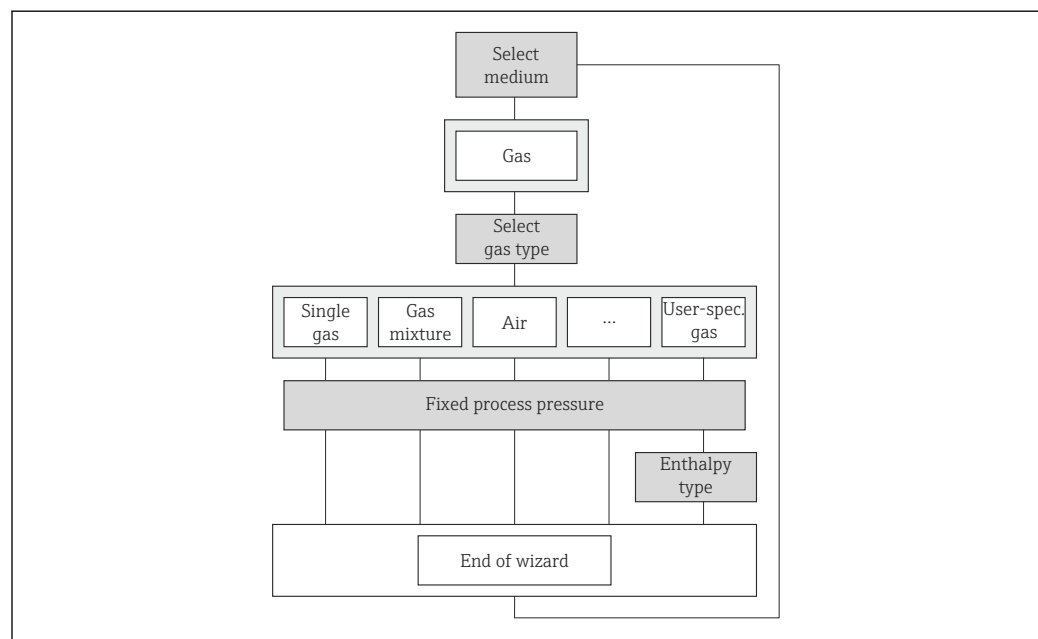 Select
medium
Gas
Select
gas type
Single
gas
Gas
mixture
Air
...
User-spec.
gas
Fixed process pressure
Enthalpy
type
End of wizard